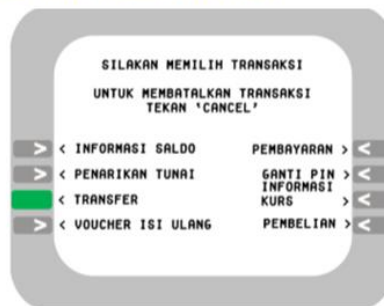 SILAKAN MEMILIH TRANSAKSI
UNTUK MEMBATALKAN TRANSAKSI
TEKAN 'CANCEL'
> < INFORMASI SALDO PEMBAYARAN > <
> < PENARIKAN TUNAI GANTI PIN > <
INFORMASI
< TRANSFER KURS > <
> < VOUCHER ISI ULANG PEMBELIAN > <